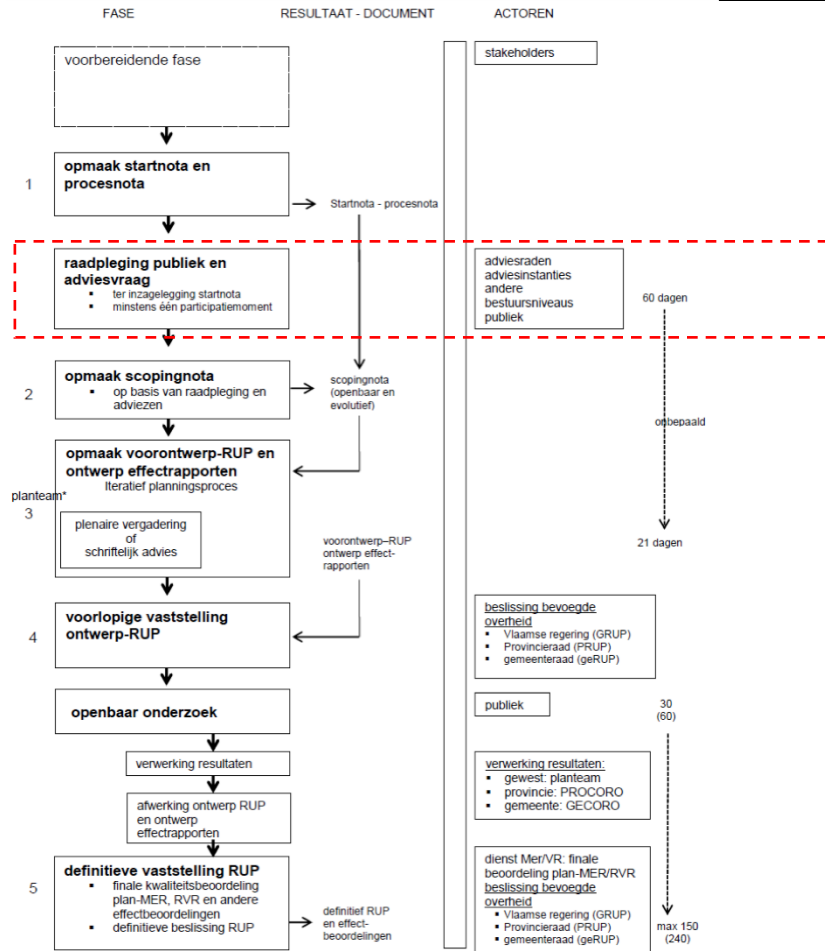 FASE
RESULTAAT - DOCUMENT
ACTOREN
voorbereidende fase
stakeholders
1
opmaak startnota en
procesnota
Startnota - procesnota
raadpleging publiek en
adviesvraag
▪ ter inzagelegging startnota
▪ minstens één participatiemoment
adviesraden
adviesinstanties
andere
bestuursniveaus
publiek
60 dagen
2
opmaak scopingnota
▪ op basis van raadpleging en
adviezen
scopingnota
(openbaar en
evolutief)
onbepaald
opmaak voorontwerp-RUP en
ontwerp effectrapporten
Iteratief planningsproces
planteam*
3
plenaire vergadering
of
schriftelijk advies
voorontwerp–RUP
ontwerp effect-
rapporten
21 dagen
4
voorlopige vaststelling
ontwerp-RUP
beslissing bevoegde
overheid
▪ Vlaamse regering (GRUP)
▪ Provincieraad (PRUP)
▪ gemeenteraad (geRUP)
openbaar onderzoek
publiek
30
(60)
verwerking resultaten
verwerking resultaten:
▪ gewest: planteam
▪ provincie: PROCORO
▪ gemeente: GECORO
afwerking ontwerp RUP
en ontwerp
effectrapporten
5
definitieve vaststelling RUP
▪ finale kwaliteitsbeoordeling
plan-MER, RVR en andere
effectbeoordelingen
▪ definitieve beslissing RUP
definitief RUP
en effect-
beoordelingen
dienst Mer/VR: finale
beoordeling plan-MER/RVR
beslissing bevoegde
overheid
▪ Vlaamse regering (GRUP)
▪ Provincieraad (PRUP)
▪ gemeenteraad (geRUP)
max 150
(240)